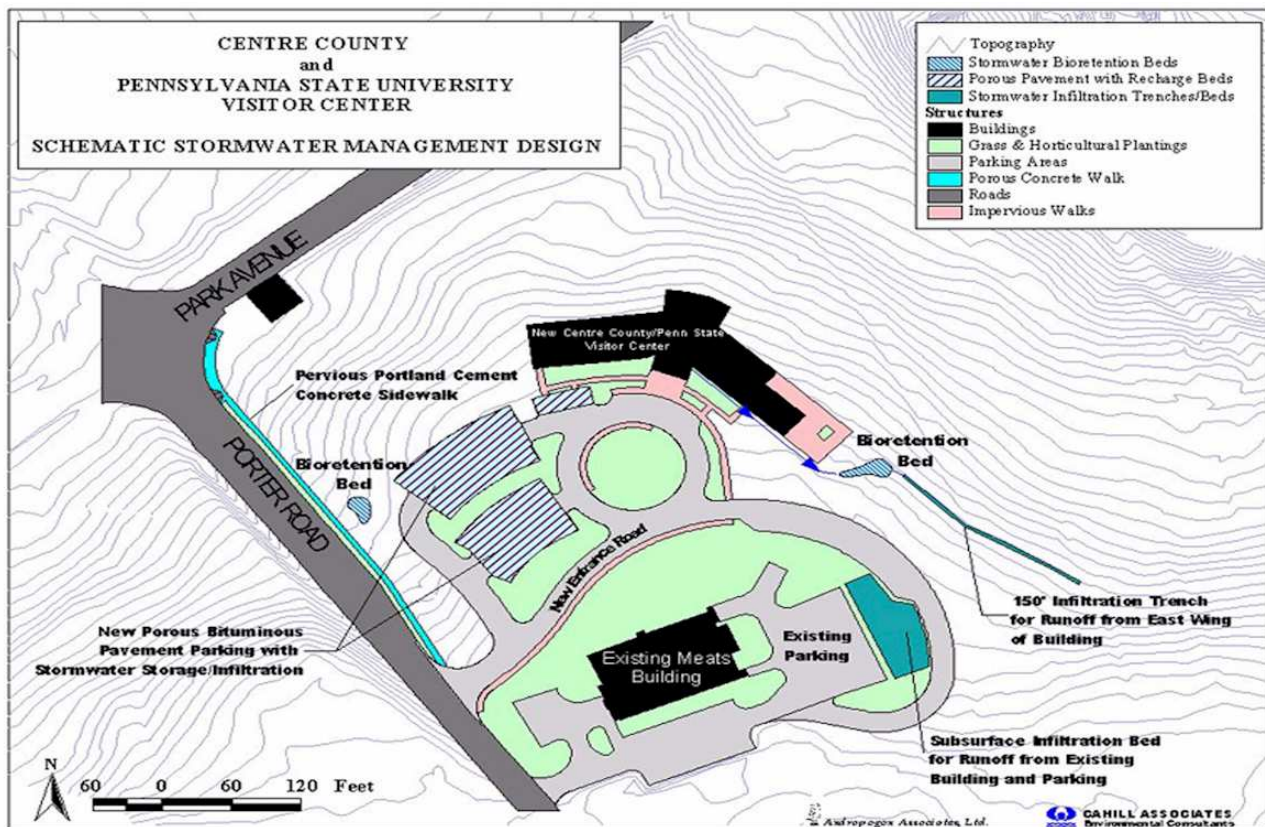 CENTRE COUNTY
and
PENNSYLVANIA STATE UNIVERSITY
VISITOR CENTER
SCHEMATIC STORMWATER MANAGEMENT DESIGN
Topography
Stormwater Bioretention Beds
Porous Pavement with Recharge Beds
Stormwater Infiltration Trenches/Beds
Structures
Buildings
Grass & Horticultural Plantings
Parking Areas
Porous Concrete Walk
Roads
Impervious Walks
PARK AVENUE
New Centre County/Penn State
Visitor Center
Pervious Portland Cement
Concrete Sidewalk
PORTER ROAD
Bioretention
Bed
Bioretention
Bed
New Entrance Road
150' Infiltration Trench
for Runoff from East Wing
of Building
New Porous Bituminous
Pavement Parking with
Stormwater Storage/Infiltration
Existing
Parking
Existing Meats
Building
Subsurface Infiltration Bed
for Runoff from Existing
Building and Parking
N
60 0 60 120 Feet
Andropogon Associates, Ltd.
CAHILL ASSOCIATES
Environmental Consultants